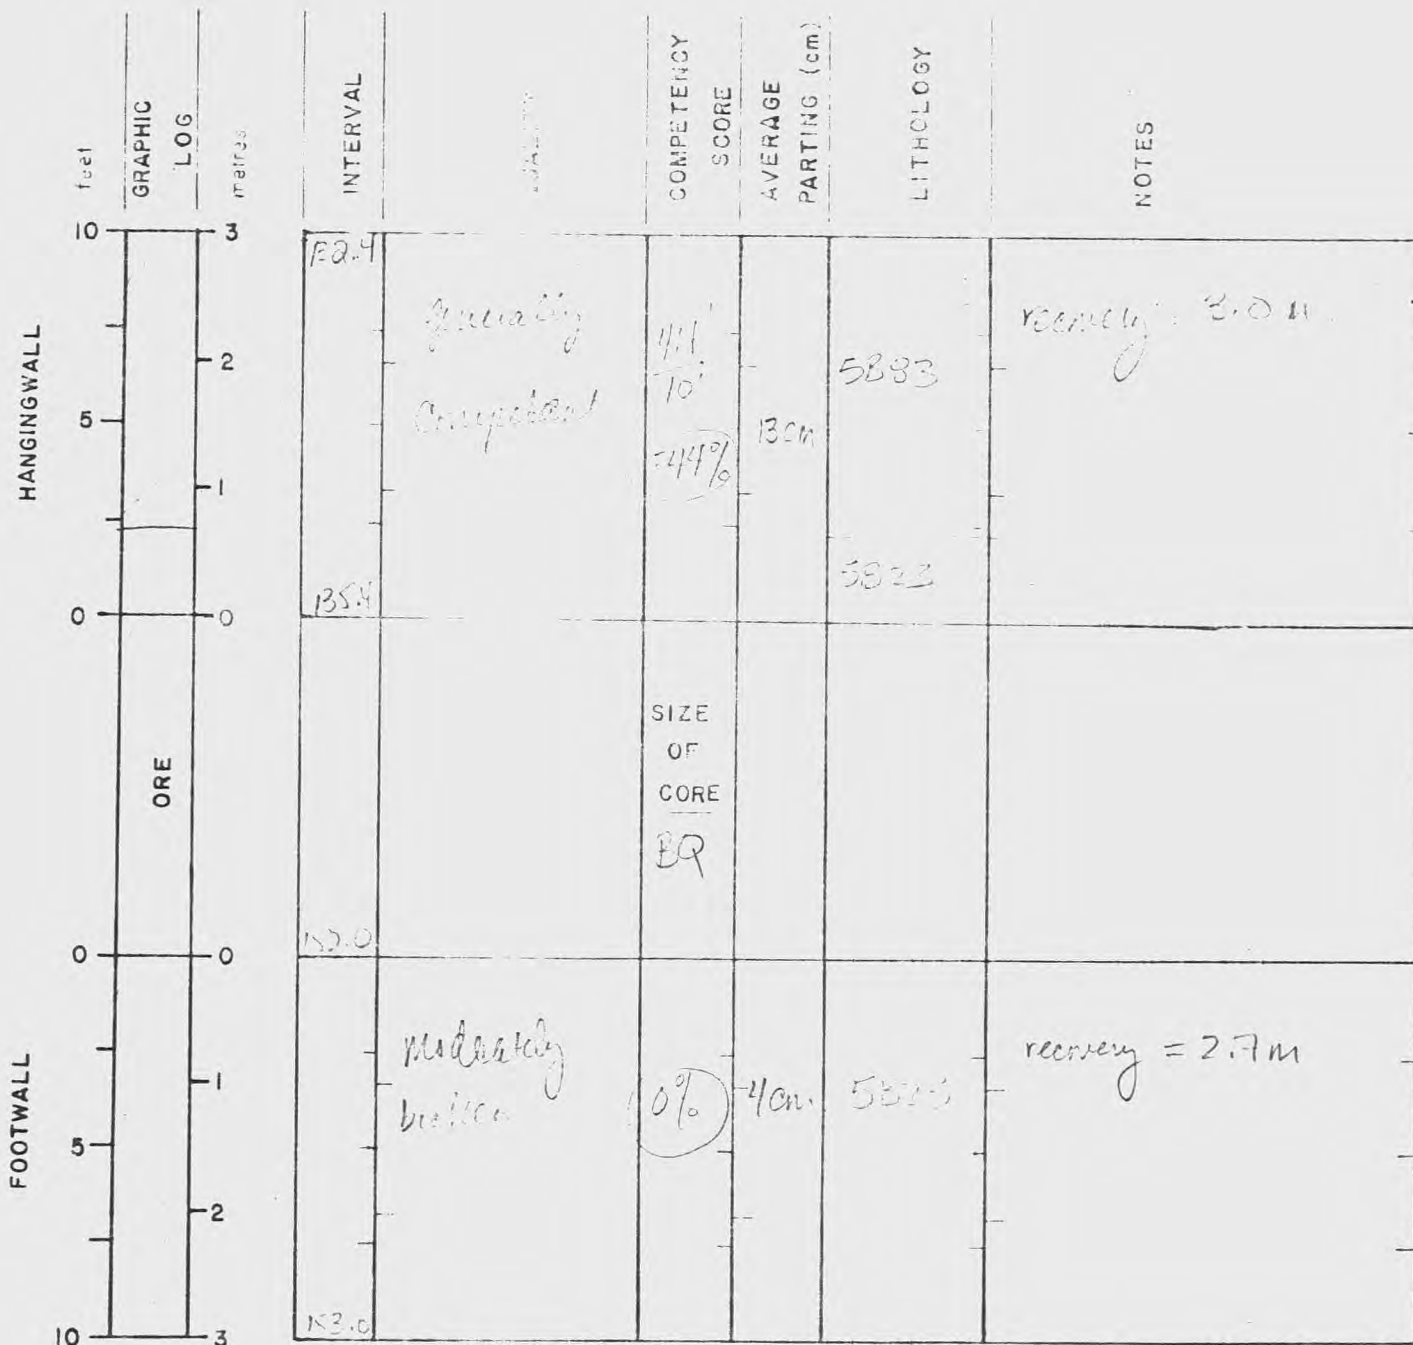 feet
GRAPHIC
LOG
metres
INTERVAL
COMPETENCY
SCORE
AVERAGE
PARTING (cm)
LITHOLOGY
NOTES
HANGINGWALL
10
5
0
3
2
1
0
135.4
generally
competent
10'
=44%
13cm
5B83
recovery = 3.0 m
ORE
SIZE
OF
CORE
BQ
FOOTWALL
0
5
10
0
1
2
3
moderately
broken
0%
4cm.
recovery = 2.7m